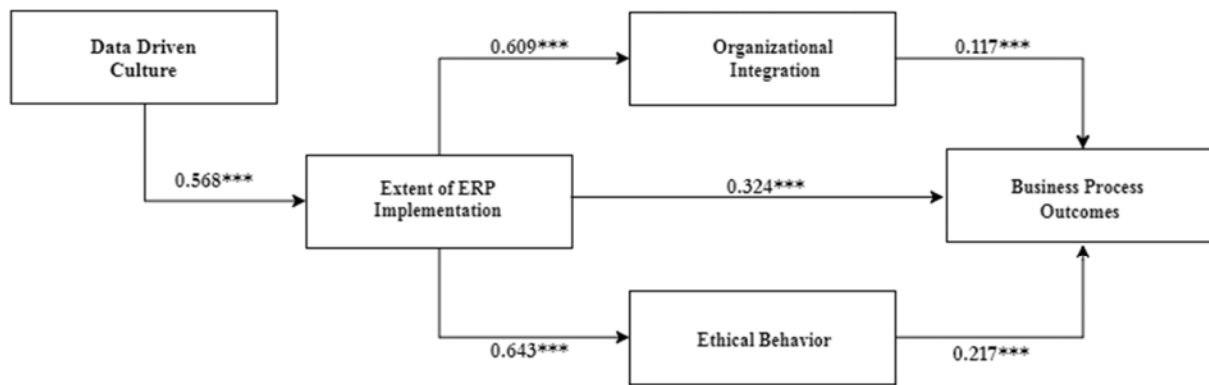 Data Driven
Culture
0.568***
Extent of ERP
Implementation
0.609***
Organizational
Integration
0.117***
0.324***
Business Process
Outcomes
0.643***
Ethical Behavior
0.217***